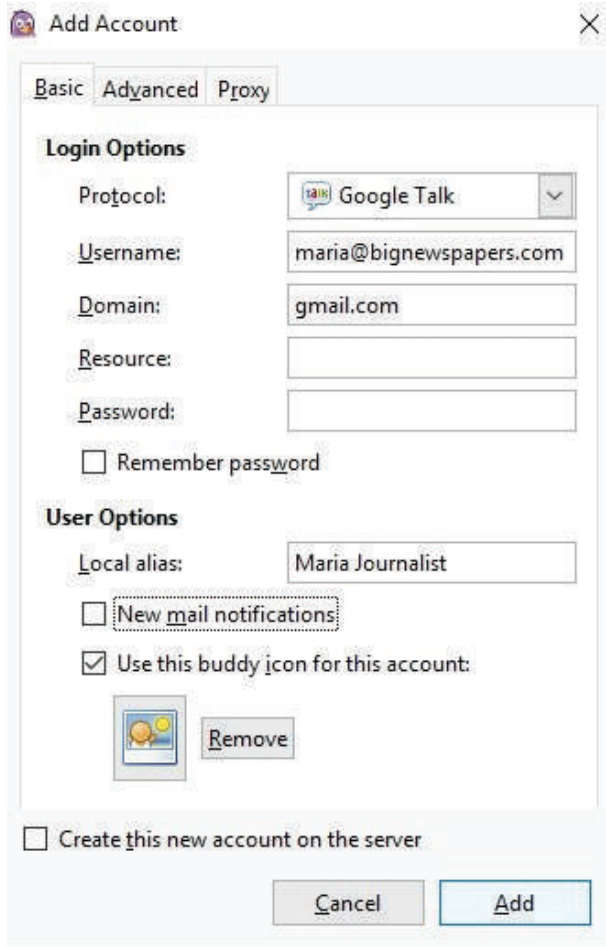 Add Account
Basic Advanced Proxy
Login Options
Protocol: talk Google Talk
Username: maria@bignewspapers.com
Domain: gmail.com
Resource:
Password:
Remember password
User Options
Local alias: Maria Journalist
New mail notifications
Use this buddy icon for this account:
Remove
Create this new account on the server
Cancel Add